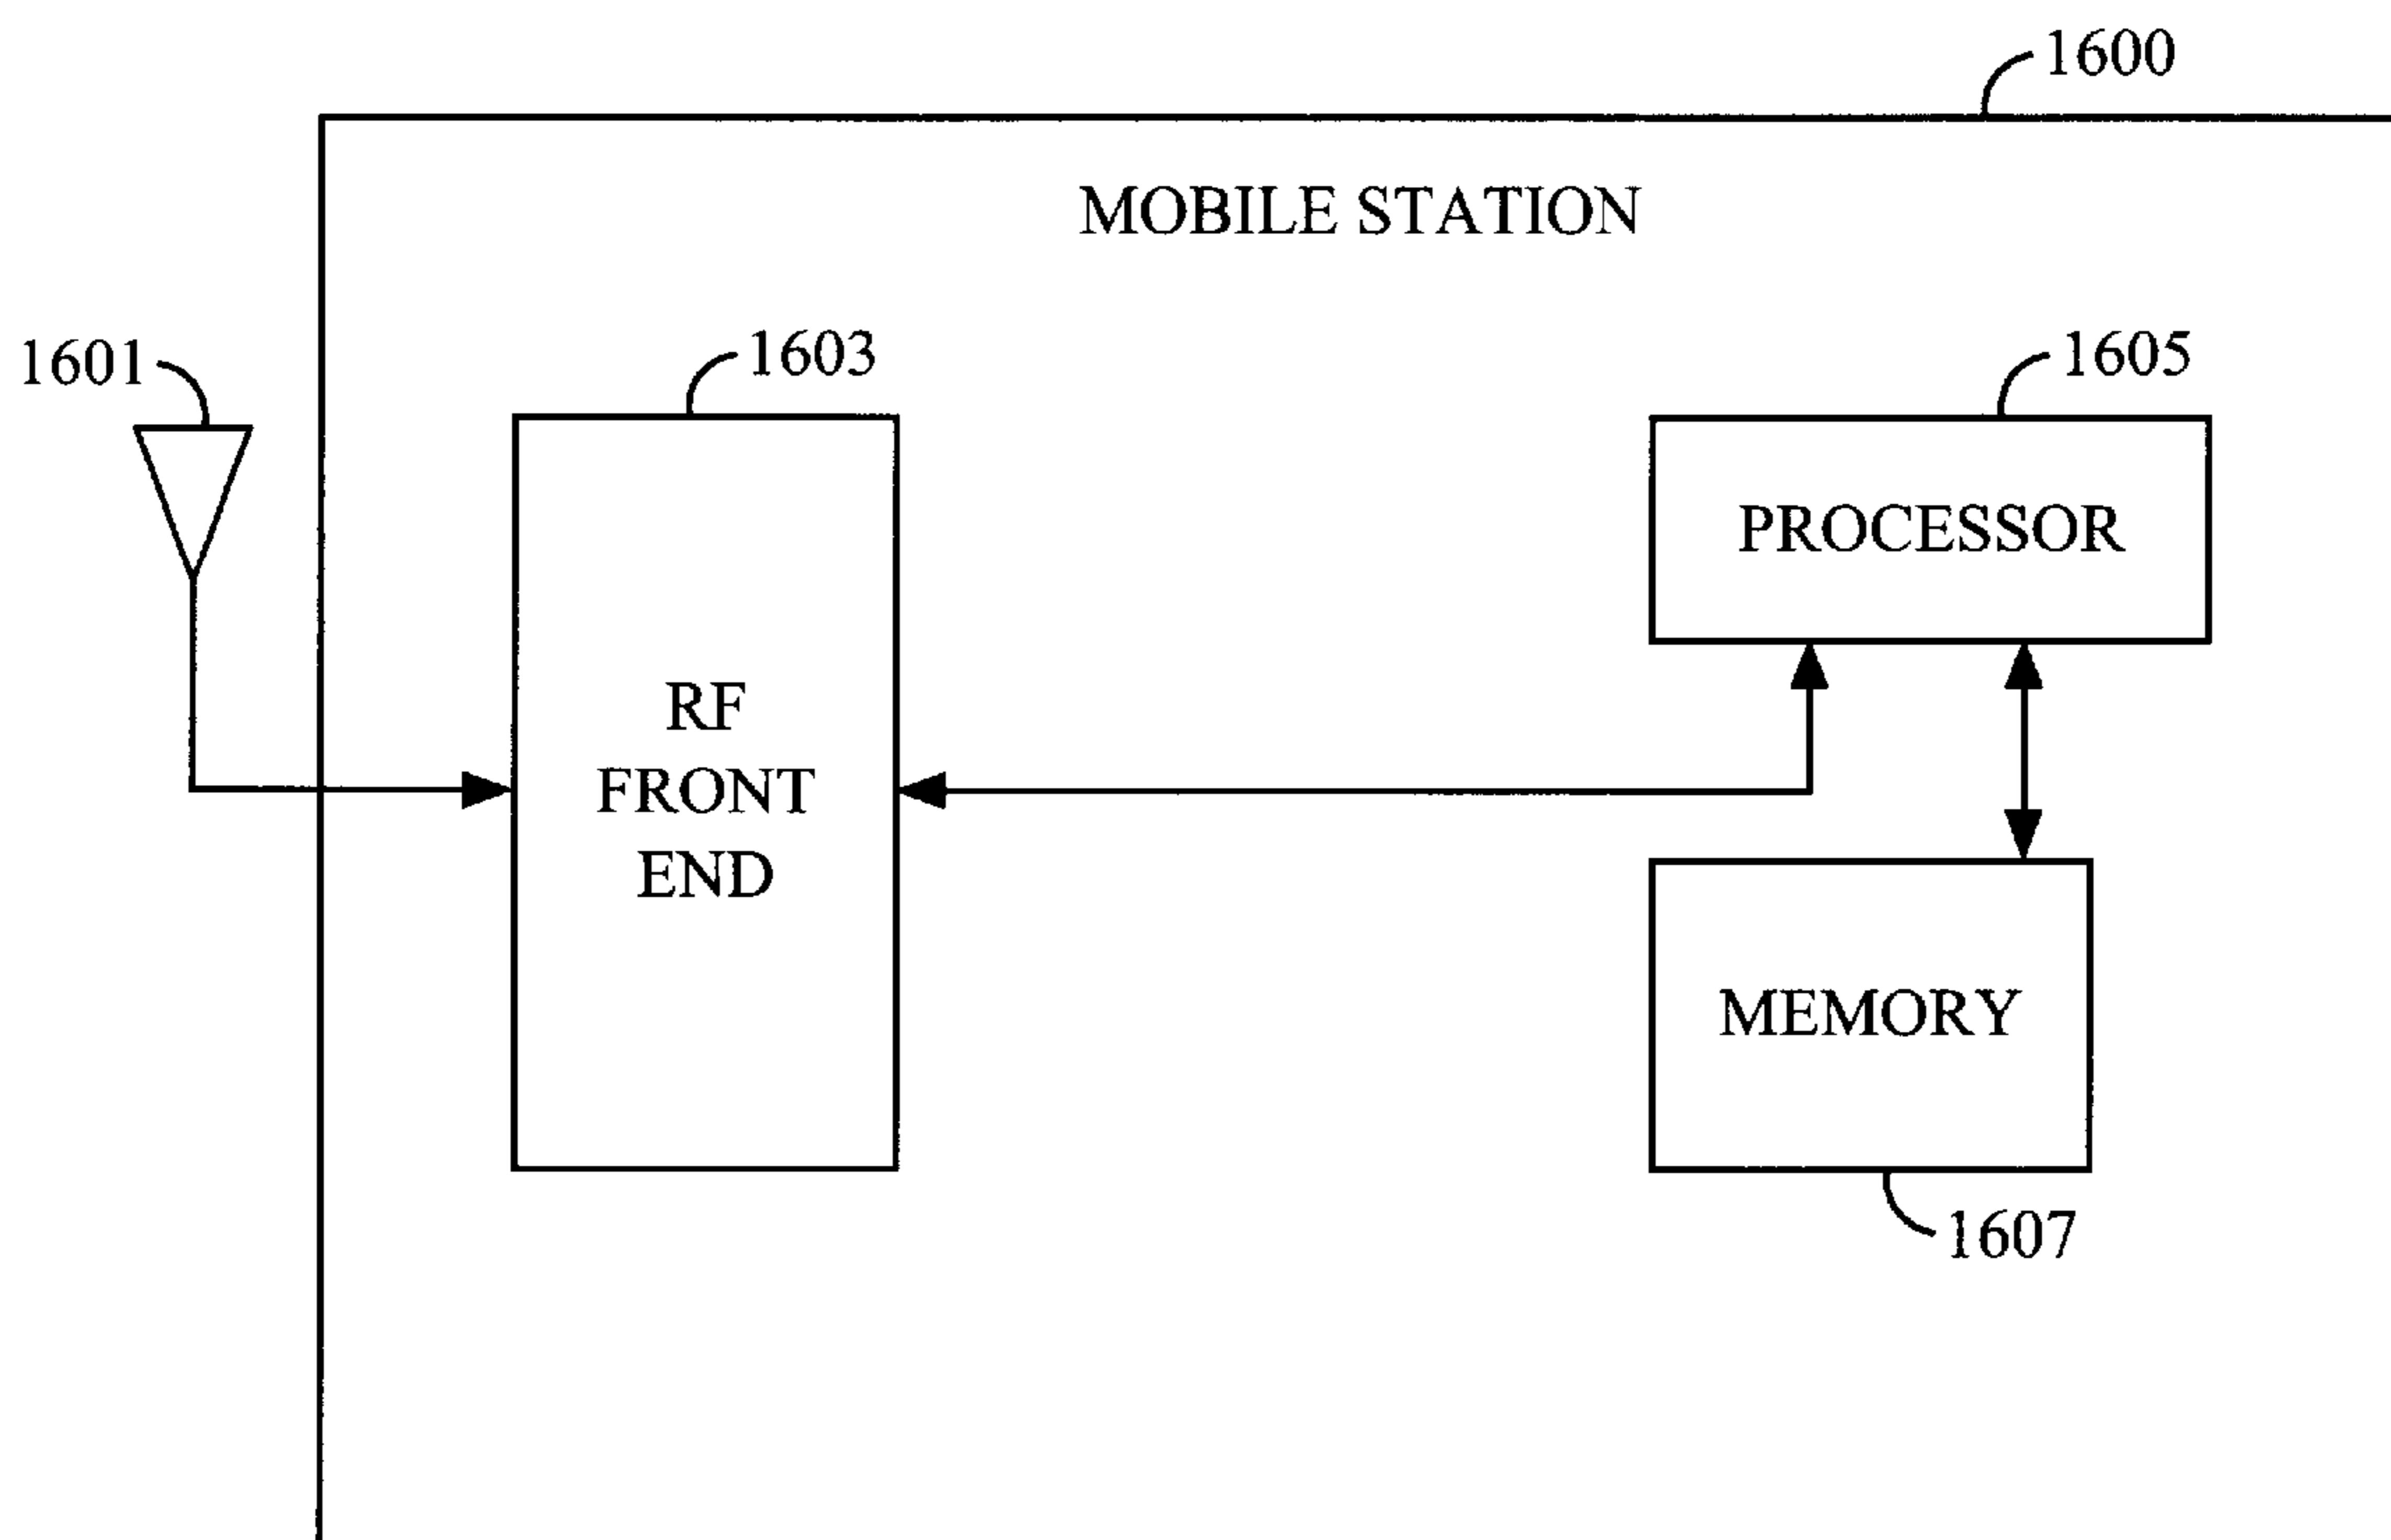 1600
MOBILE STATION
1601
1603
1605
RF
FRONT
END
PROCESSOR
MEMORY
1607